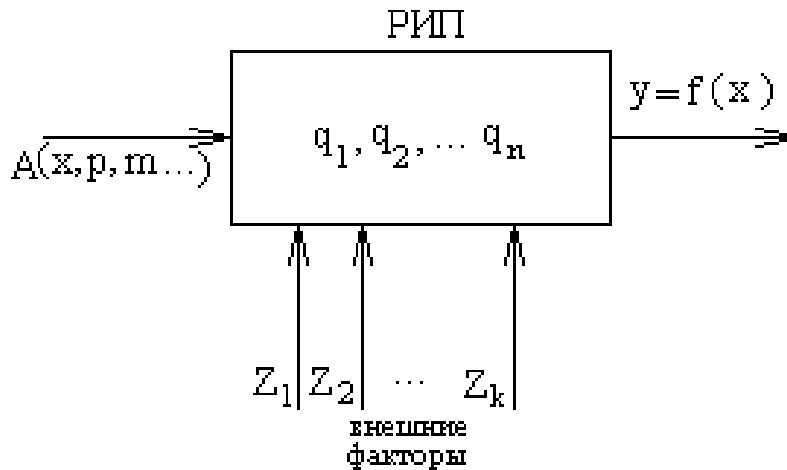 РИП
y=f(x)
A(x,p,m...)
q₁, q₂, ... qₙ
Z₁ Z₂ ... Zₖ
внешние
факторы